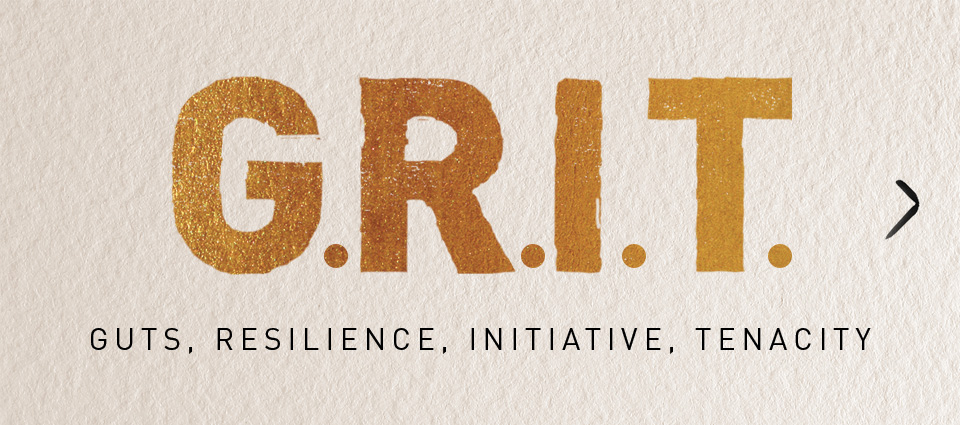 G.R.I.T.
GUTS, RESILIENCE, INITIATIVE, TENACITY